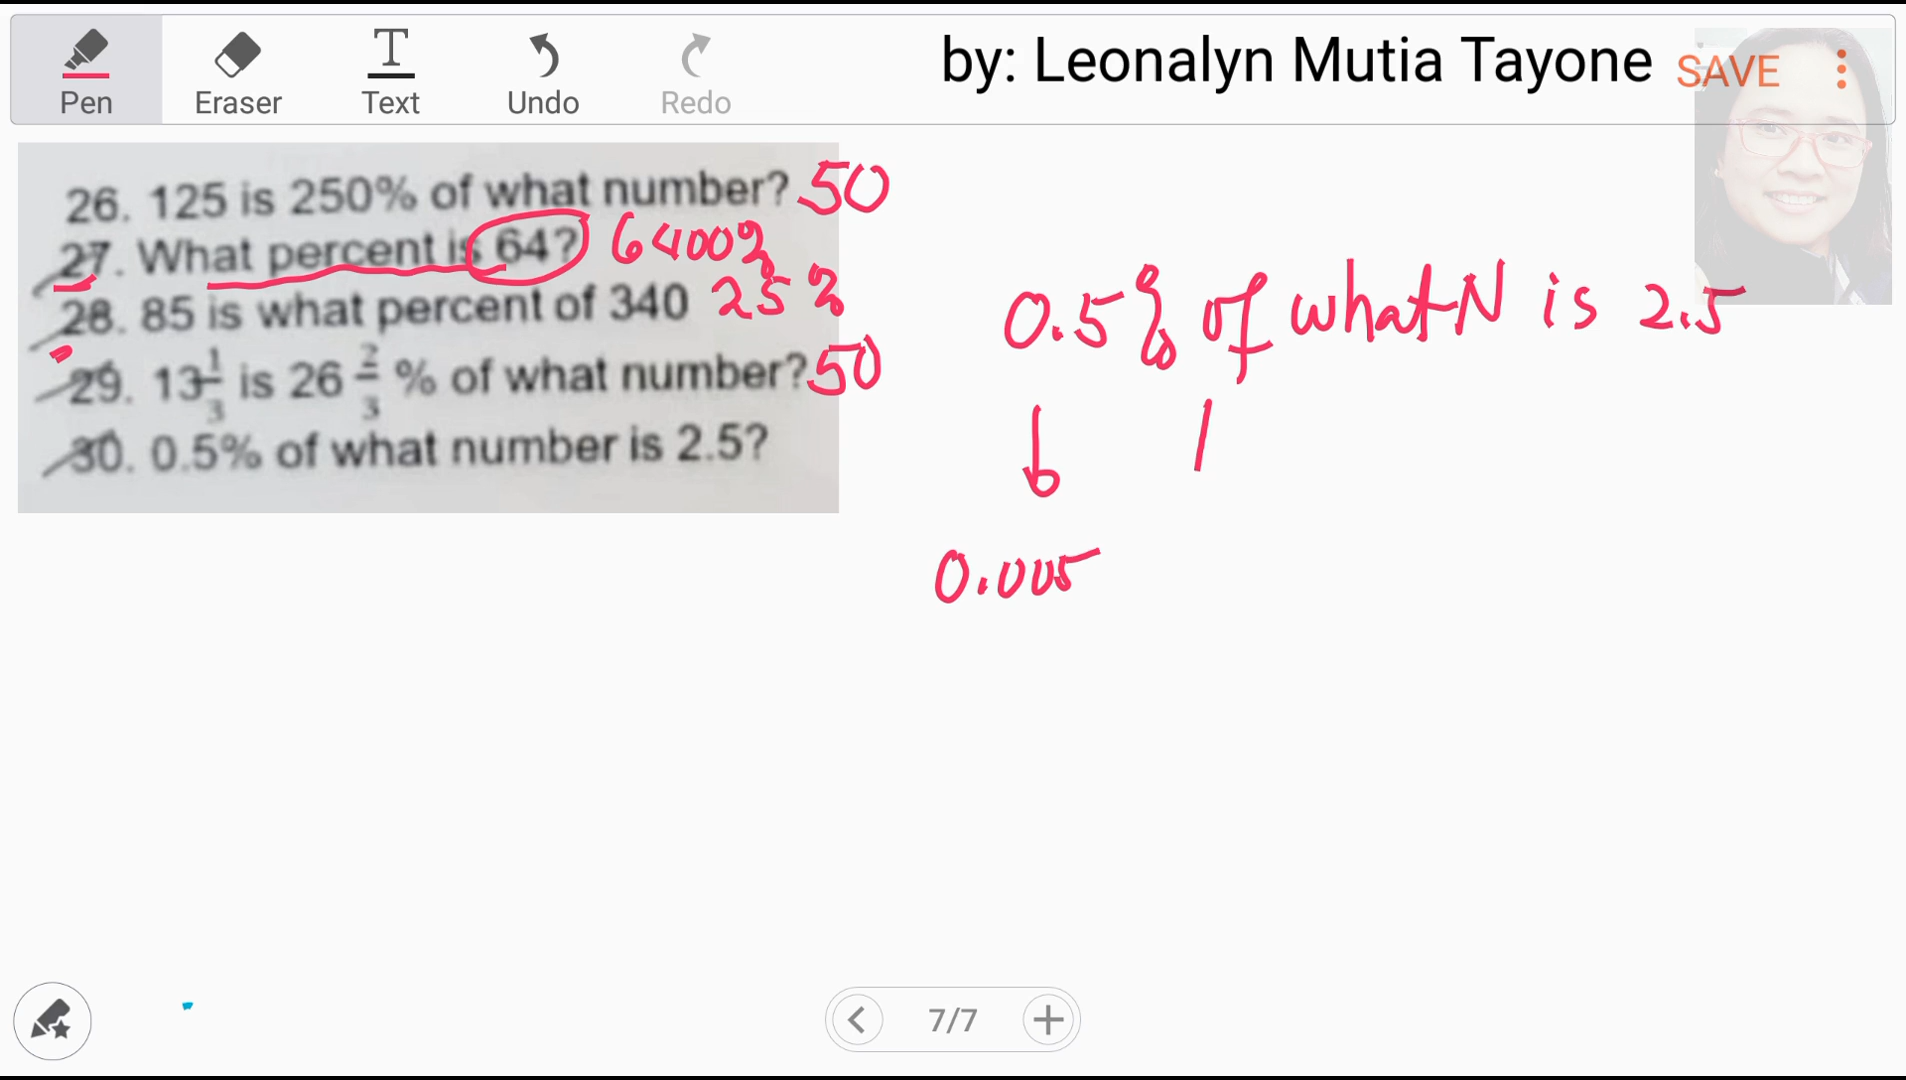 by: Leonalyn Mutia Tayone
SAVE
Pen
Eraser
Text
Undo
Redo
26. 125 is 250% of what number? 50
27. What percent is 64? 6400%
28. 85 is what percent of 340 25%
29. 13 1/3 is 26 2/3 % of what number? 50
30. 0.5% of what number is 2.5?
0.5% of what N is 2.5
0.005
7/7